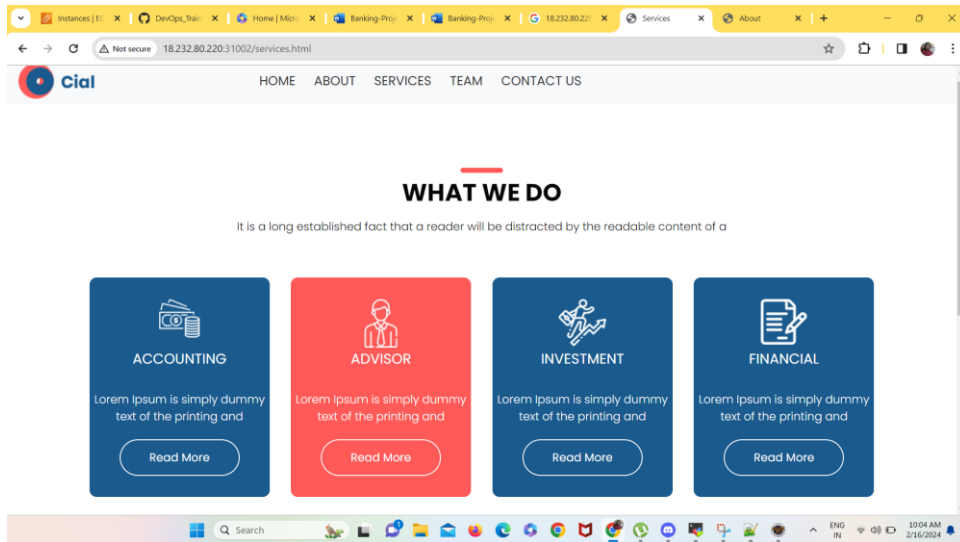 Instances | EC
DevOps_Train
Home | Micro
Banking-Proj
Banking-Proj
18.232.80.220
Services
About
Not secure
18.232.80.220:31002/services.html
Cial
HOME ABOUT SERVICES TEAM CONTACT US
WHAT WE DO
It is a long established fact that a reader will be distracted by the readable content of a
ACCOUNTING
Lorem Ipsum is simply dummy
text of the printing and
Read More
ADVISOR
Lorem Ipsum is simply dummy
text of the printing and
Read More
INVESTMENT
Lorem Ipsum is simply dummy
text of the printing and
Read More
FINANCIAL
Lorem Ipsum is simply dummy
text of the printing and
Read More
Search
ENG
IN
10:04 AM
2/16/2024